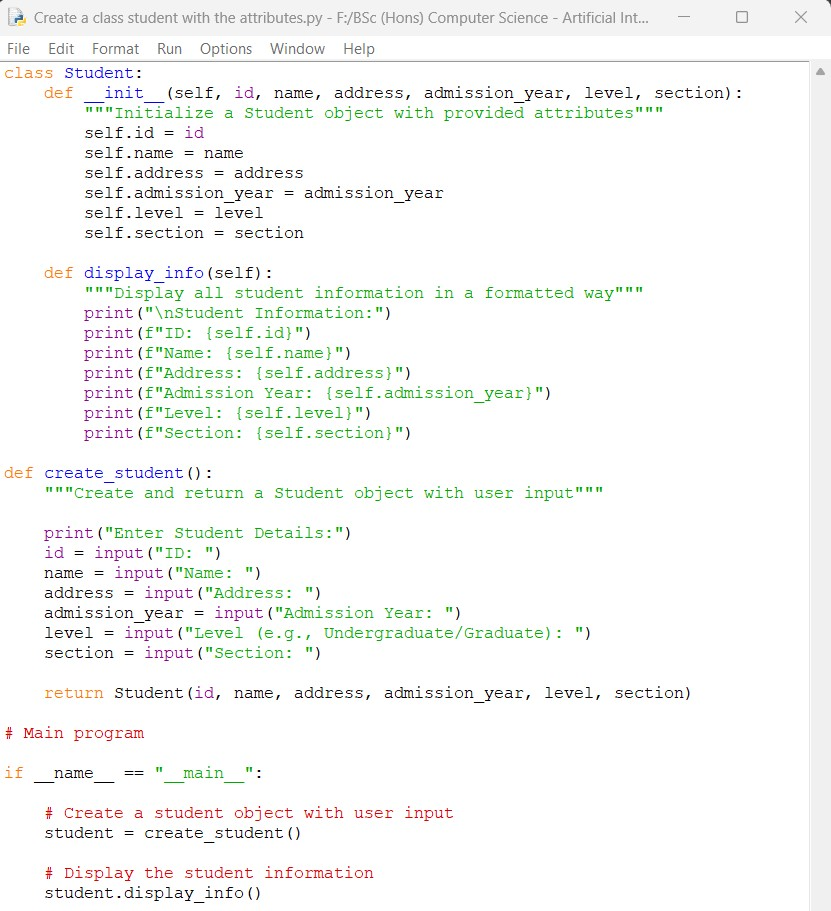 Create a class student with the attributes.py - F:/BSc (Hons) Computer Science - Artificial Int...
File Edit Format Run Options Window Help
class Student:
    def __init__(self, id, name, address, admission_year, level, section):
        """Initialize a Student object with provided attributes"""
        self.id = id
        self.name = name
        self.address = address
        self.admission_year = admission_year
        self.level = level
        self.section = section

    def display_info(self):
        """Display all student information in a formatted way"""
        print("\nStudent Information:")
        print(f"ID: {self.id}")
        print(f"Name: {self.name}")
        print(f"Address: {self.address}")
        print(f"Admission Year: {self.admission_year}")
        print(f"Level: {self.level}")
        print(f"Section: {self.section}")

def create_student():
    """Create and return a Student object with user input"""

    print("Enter Student Details:")
    id = input("ID: ")
    name = input("Name: ")
    address = input("Address: ")
    admission_year = input("Admission Year: ")
    level = input("Level (e.g., Undergraduate/Graduate): ")
    section = input("Section: ")

    return Student(id, name, address, admission_year, level, section)

# Main program

if __name__ == "__main__":

    # Create a student object with user input
    student = create_student()

    # Display the student information
    student.display_info()